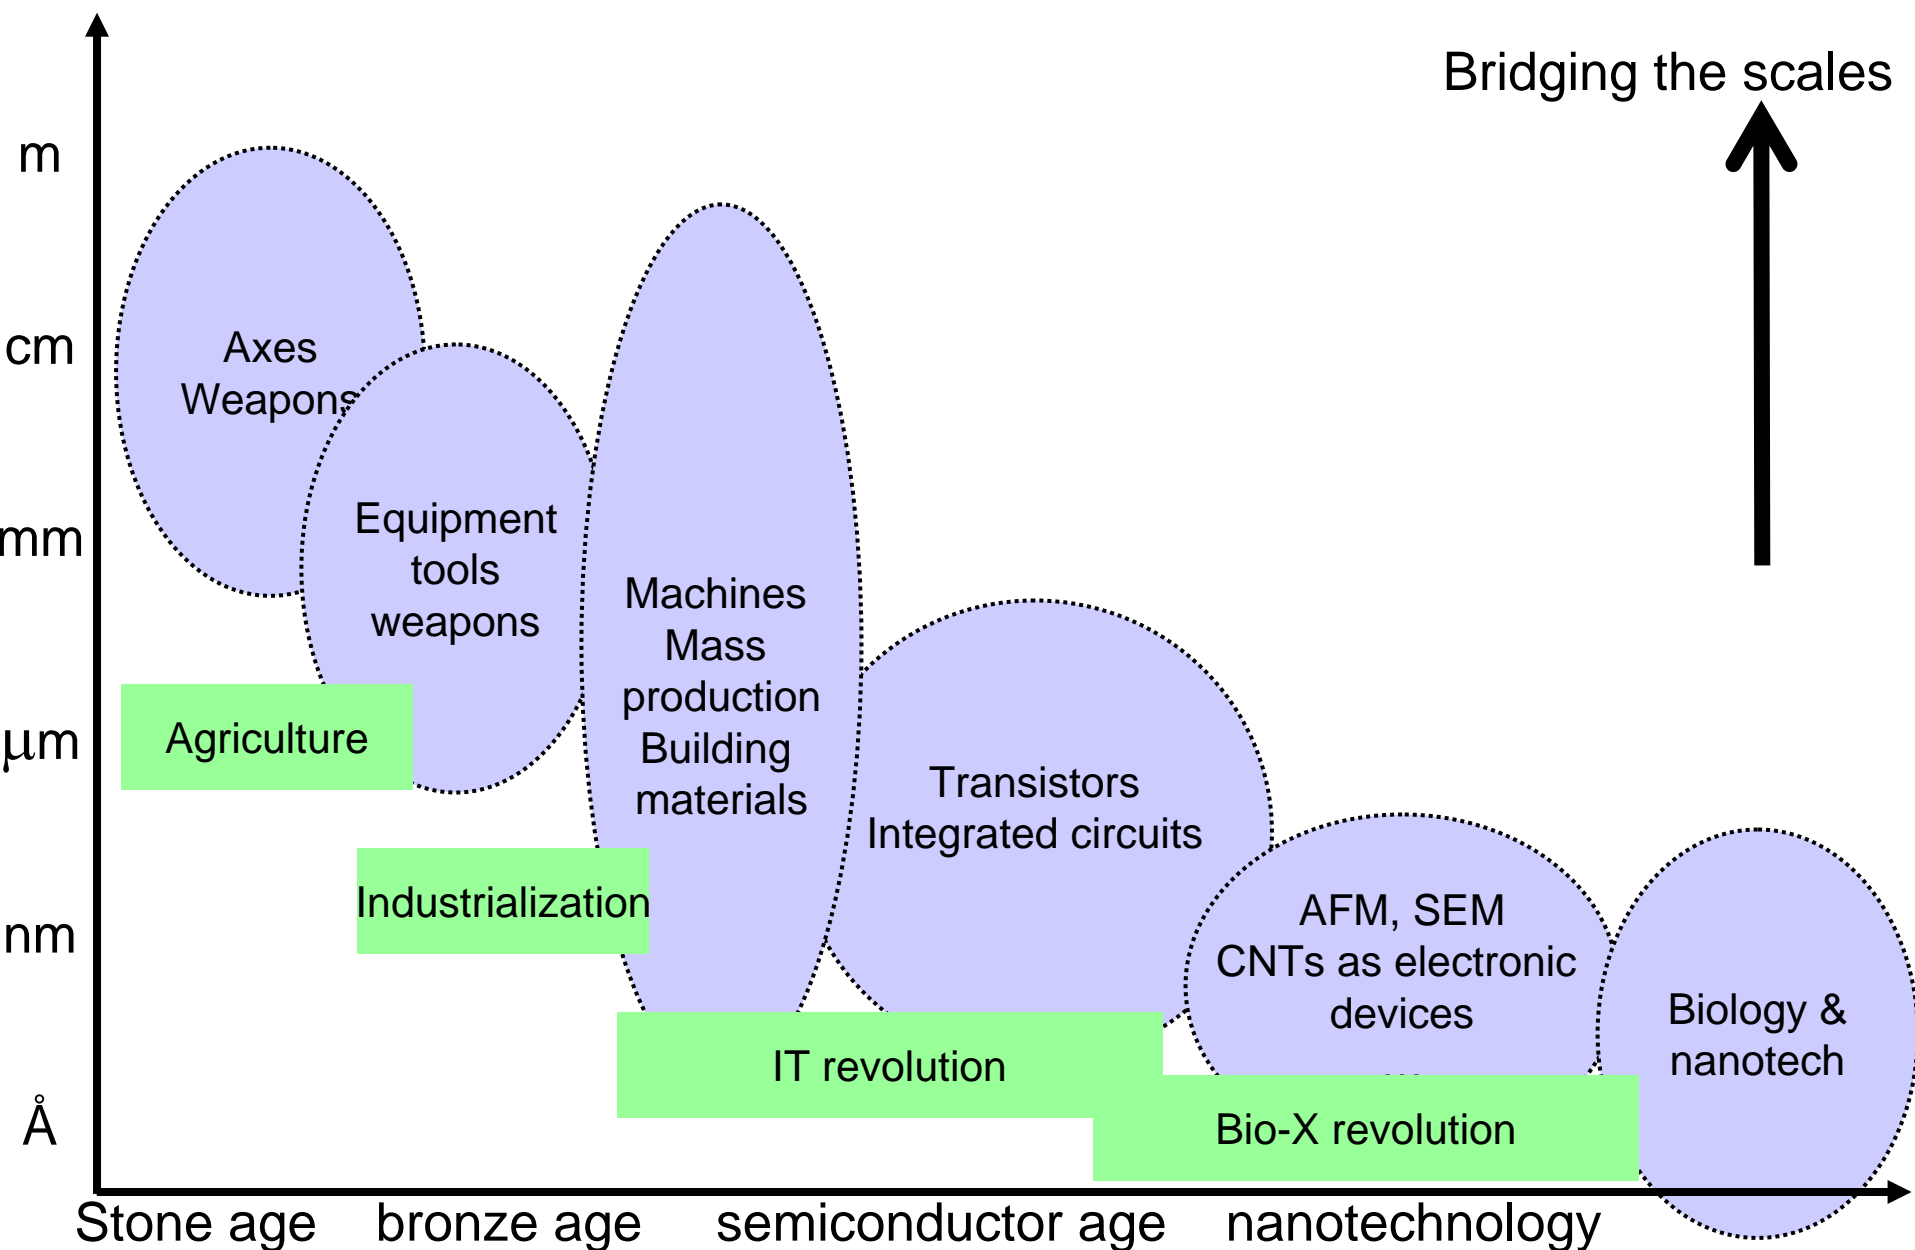 Bridging the scales
m
cm
mm
μm
nm
Å
Axes
Weapons
Equipment
tools
weapons
Machines
Mass
production
Building
materials
Transistors
Integrated circuits
AFM, SEM
CNTs as electronic
devices
...
Biology &
nanotech
Agriculture
Industrialization
IT revolution
Bio-X revolution
Stone age bronze age semiconductor age nanotechnology